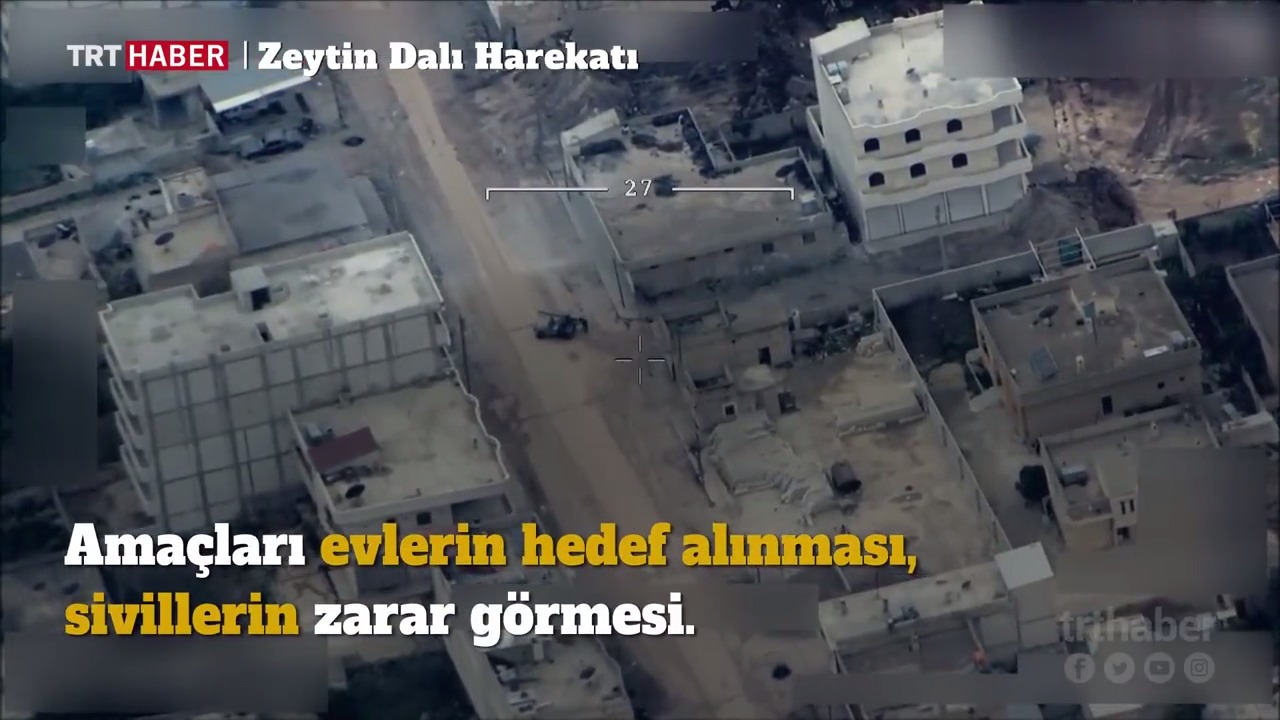 TRT HABER | Zeytin Dalı Harekatı
27
Amaçları evlerin hedef alınması,
sivillerin zarar görmesi.
trthaber